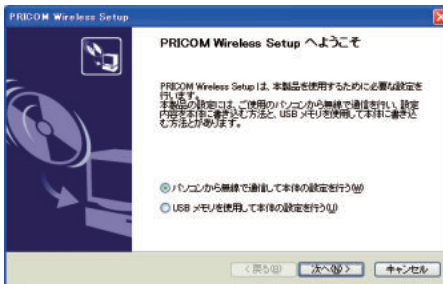 PRICOM Wireless Setup
PRICOM Wireless Setup へようこそ
PRICOM Wireless Setup は、本製品を使用するために必要な設定を
行います。
本製品の設定には、ご使用のパソコンから無線で通信を行い、設定
内容を本体に書き込む方法と、USB メモリを使用して本体に書き込
む方法とがあります。
パソコンから無線で通信して本体の設定を行う(W)
USB メモリを使用して本体の設定を行う(U)
< 戻る(B)
次へ(N) >
キャンセル